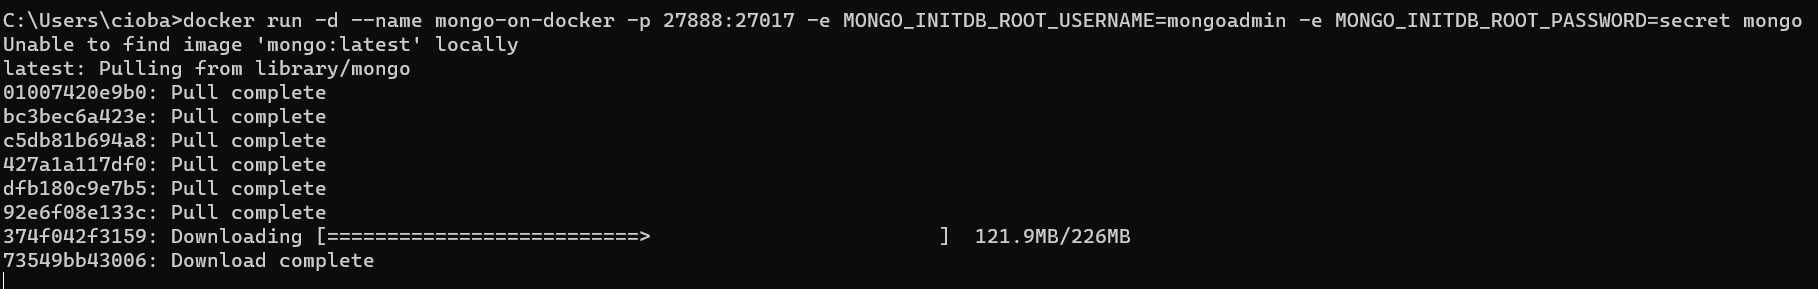 C:\Users\cioba>docker run -d --name mongo-on-docker -p 27888:27017 -e MONGO_INITDB_ROOT_USERNAME=mongoadmin -e MONGO_INITDB_ROOT_PASSWORD=secret mongo
Unable to find image 'mongo:latest' locally
latest: Pulling from library/mongo
01007420e9b0: Pull complete
bc3bec6a423e: Pull complete
c5db81b694a8: Pull complete
427a1a117df0: Pull complete
dfb180c9e7b5: Pull complete
92e6f08e133c: Pull complete
374f042f3159: Downloading [==========================>                        ]  121.9MB/226MB
73549bb43006: Download complete